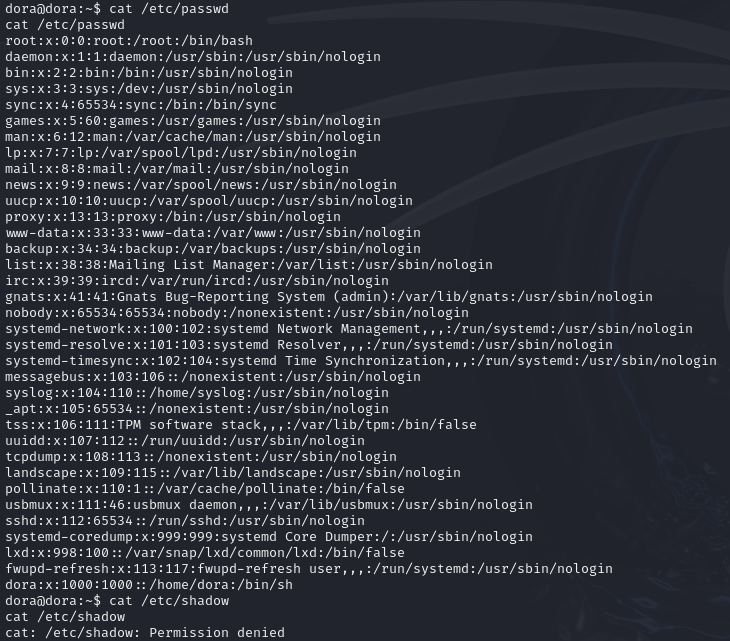 dora@dora:~$ cat /etc/passwd
cat /etc/passwd
root:x:0:0:root:/root:/bin/bash
daemon:x:1:1:daemon:/usr/sbin:/usr/sbin/nologin
bin:x:2:2:bin:/bin:/usr/sbin/nologin
sys:x:3:3:sys:/dev:/usr/sbin/nologin
sync:x:4:65534:sync:/bin:/bin/sync
games:x:5:60:games:/usr/games:/usr/sbin/nologin
man:x:6:12:man:/var/cache/man:/usr/sbin/nologin
lp:x:7:7:lp:/var/spool/lpd:/usr/sbin/nologin
mail:x:8:8:mail:/var/mail:/usr/sbin/nologin
news:x:9:9:news:/var/spool/news:/usr/sbin/nologin
uucp:x:10:10:uucp:/var/spool/uucp:/usr/sbin/nologin
proxy:x:13:13:proxy:/bin:/usr/sbin/nologin
www-data:x:33:33:www-data:/var/www:/usr/sbin/nologin
backup:x:34:34:backup:/var/backups:/usr/sbin/nologin
list:x:38:38:Mailing List Manager:/var/list:/usr/sbin/nologin
irc:x:39:39:ircd:/var/run/ircd:/usr/sbin/nologin
gnats:x:41:41:Gnats Bug-Reporting System (admin):/var/lib/gnats:/usr/sbin/nologin
nobody:x:65534:65534:nobody:/nonexistent:/usr/sbin/nologin
systemd-network:x:100:102:systemd Network Management,,,:/run/systemd:/usr/sbin/nologin
systemd-resolve:x:101:103:systemd Resolver,,,:/run/systemd:/usr/sbin/nologin
systemd-timesync:x:102:104:systemd Time Synchronization,,,:/run/systemd:/usr/sbin/nologin
messagebus:x:103:106::/nonexistent:/usr/sbin/nologin
syslog:x:104:110::/home/syslog:/usr/sbin/nologin
_apt:x:105:65534::/nonexistent:/usr/sbin/nologin
tss:x:106:111:TPM software stack,,,:/var/lib/tpm:/bin/false
uuidd:x:107:112::/run/uuidd:/usr/sbin/nologin
tcpdump:x:108:113::/nonexistent:/usr/sbin/nologin
landscape:x:109:115::/var/lib/landscape:/usr/sbin/nologin
pollinate:x:110:1::/var/cache/pollinate:/bin/false
usbmux:x:111:46:usbmux daemon,,,:/var/lib/usbmux:/usr/sbin/nologin
sshd:x:112:65534::/run/sshd:/usr/sbin/nologin
systemd-coredump:x:999:999:systemd Core Dumper:/:/usr/sbin/nologin
lxd:x:998:100::/var/snap/lxd/common/lxd:/bin/false
fwupd-refresh:x:113:117:fwupd-refresh user,,,:/run/systemd:/usr/sbin/nologin
dora:x:1000:1000::/home/dora:/bin/sh
dora@dora:~$ cat /etc/shadow
cat /etc/shadow
cat: /etc/shadow: Permission denied